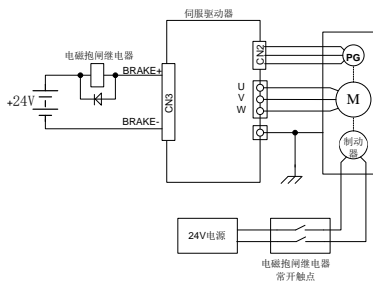 伺服驱动器
电磁抱闸继电器
BRAKE+
+24V
BRAKE-
CN3
CN2
U
V
W
PG
M
制动
器
24V电源
电磁抱闸继电器
常开触点